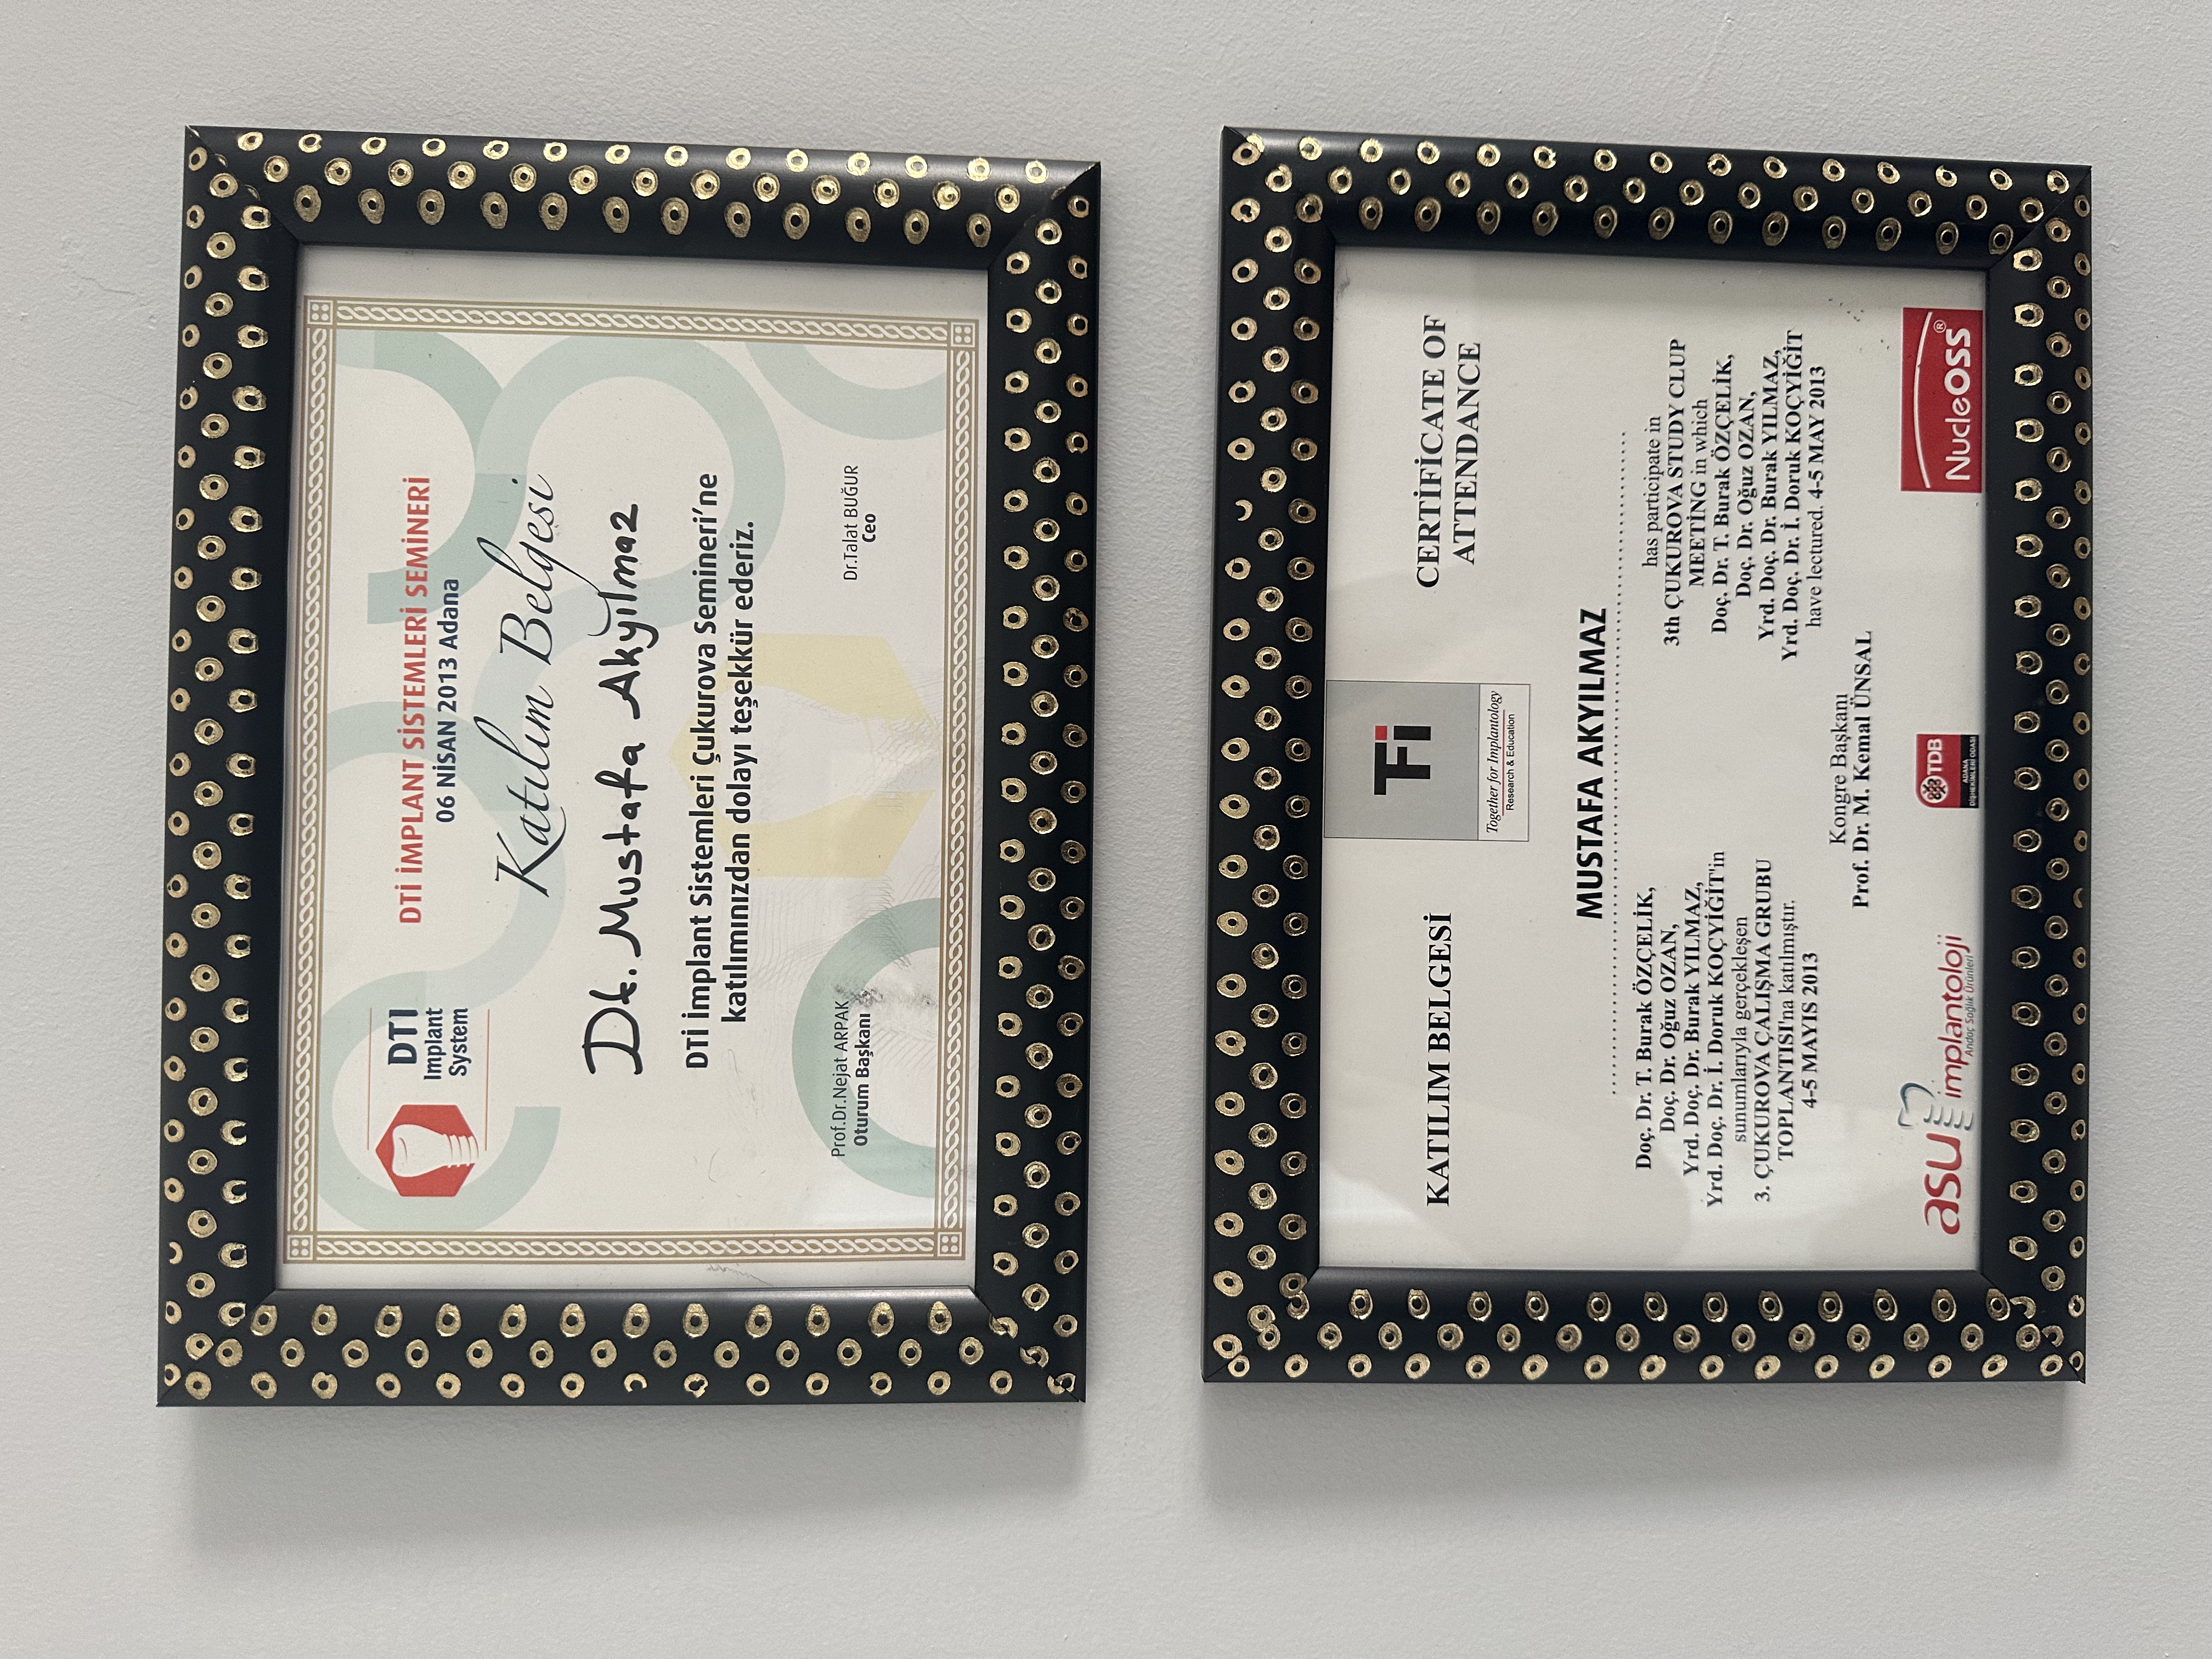 DTI
Implant
System
DTİ İMPLANT SİSTEMLERİ SEMİNERİ
06 NİSAN 2013 Adana
Katılım Belgesi
Dt. Mustafa Akyılmaz
DTİ İmplant Sistemleri Çukurova Semineri’ne
katılımınızdan dolayı teşekkür ederiz.
Prof.Dr.Nejat ARPAK
Oturum Başkanı
Dr.Talat BUĞUR
Ceo
KATILIM BELGESİ
TFi
Together for Implantology
Research & Education
CERTİFİCATE OF
ATTENDANCE
MUSTAFA AKYILMAZ
Doç. Dr. T. Burak ÖZÇELİK,
Doç. Dr. Oğuz OZAN,
Yrd. Doç. Dr. Burak YILMAZ,
Yrd. Doç. Dr. İ. Doruk KOÇYİĞİT'in
sunumlarıyla gerçekleşen
3. ÇUKUROVA ÇALIŞMA GRUBU
TOPLANTISI'na katılmıştır.
4-5 MAYIS 2013
has participate in
3th ÇUKUROVA STUDY CLUP
MEETİNG in which
Doç. Dr. T. Burak ÖZÇELİK,
Doç. Dr. Oğuz OZAN,
Yrd. Doç. Dr. Burak YILMAZ,
Yrd. Doç. Dr. İ. Doruk KOÇYİĞİT
have lectured. 4-5 MAY 2013
Kongre Başkanı
Prof. Dr. M. Kemal ÜNSAL
asu implantoloji
Andaç Sağlık Ürünleri
TDB
ADANA
DİŞHEKİMLERİ ODASI
NucleOSS®